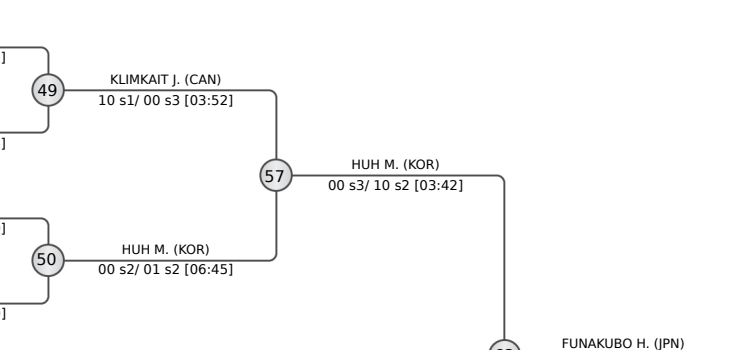 ]
49
KLIMKAIT J. (CAN)
10 s1/ 00 s3 [03:52]
]
HUH M. (KOR)
57
00 s3/ 10 s2 [03:42]
]
HUH M. (KOR)
50
00 s2/ 01 s2 [06:45]
]
FUNAKUBO H. (JPN)